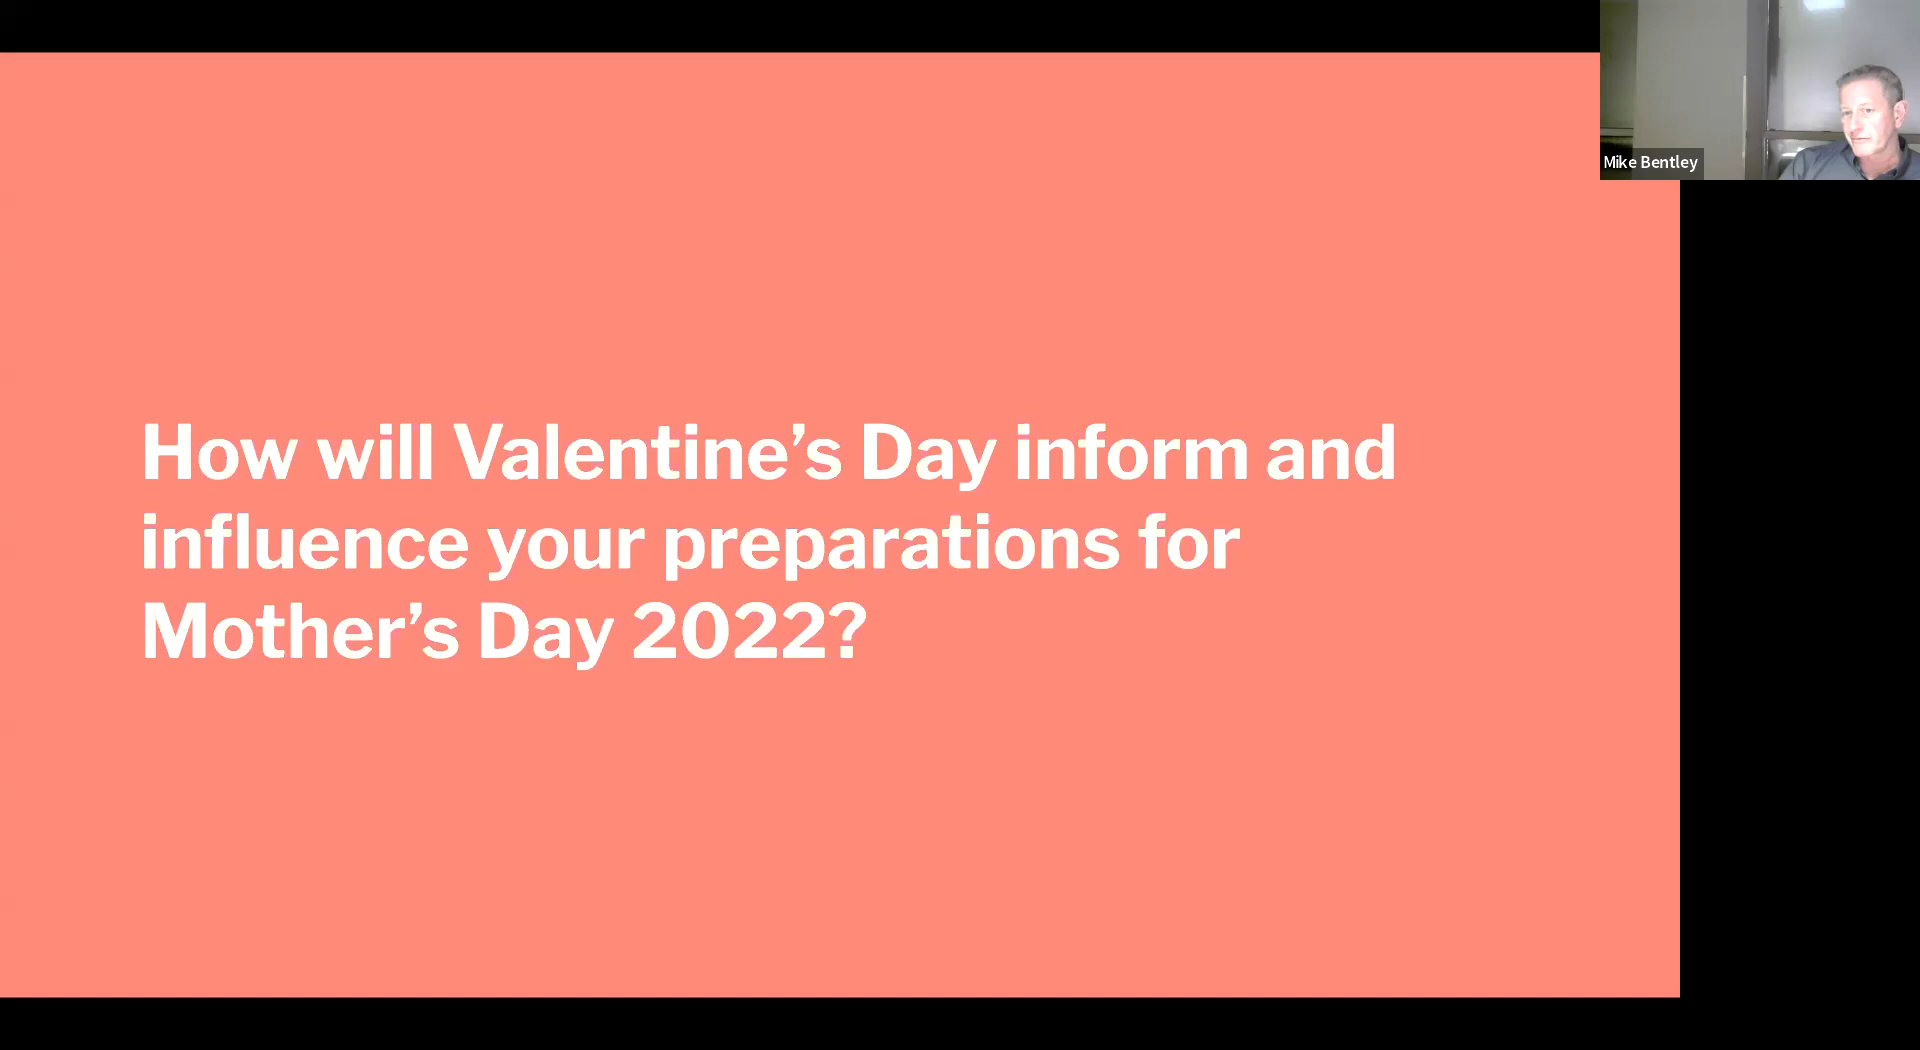 Mike Bentley
How will Valentine’s Day inform and
influence your preparations for
Mother’s Day 2022?